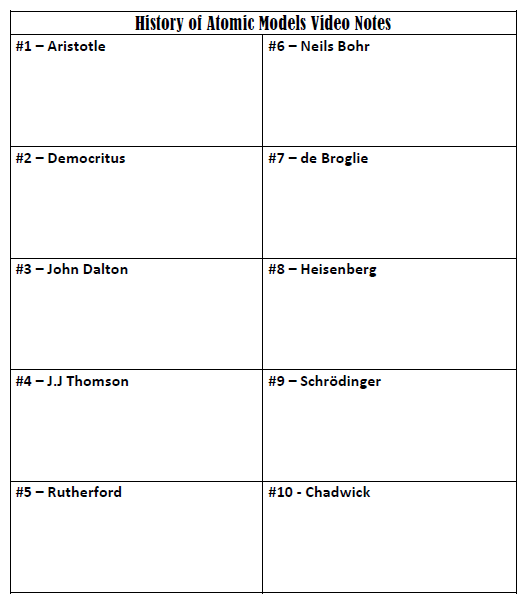 History of Atomic Models Video Notes
#1 – Aristotle
#6 – Neils Bohr
#2 – Democritus
#7 – de Broglie
#3 – John Dalton
#8 – Heisenberg
#4 – J.J Thomson
#9 – Schrödinger
#5 – Rutherford
#10 - Chadwick